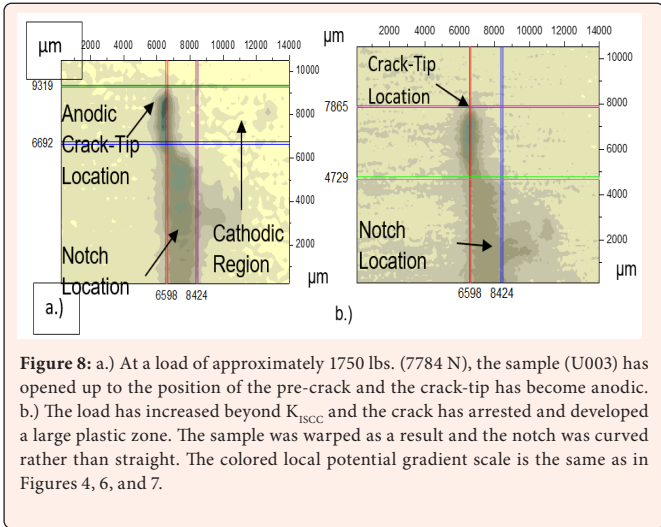 µm
2000 4000 6000 8000 10000 12000 14000
9319
6692
Anodic
Crack-Tip
Location
Notch
Location
Cathodic
Region
10000
8000
6000
4000
2000
µm
6598 8424
a.)
µm
2000 4000 6000 8000 10000 12000 14000
7865
4729
Crack-Tip
Location
Notch
Location
10000
8000
6000
4000
2000
µm
6598 8424
b.)
Figure 8: a.) At a load of approximately 1750 lbs. (7784 N), the sample (U003) has
opened up to the position of the pre-crack and the crack-tip has become anodic.
b.) The load has increased beyond K_ISCC and the crack has arrested and developed
a large plastic zone. The sample was warped as a result and the notch was curved
rather than straight. The colored local potential gradient scale is the same as in
Figures 4, 6, and 7.